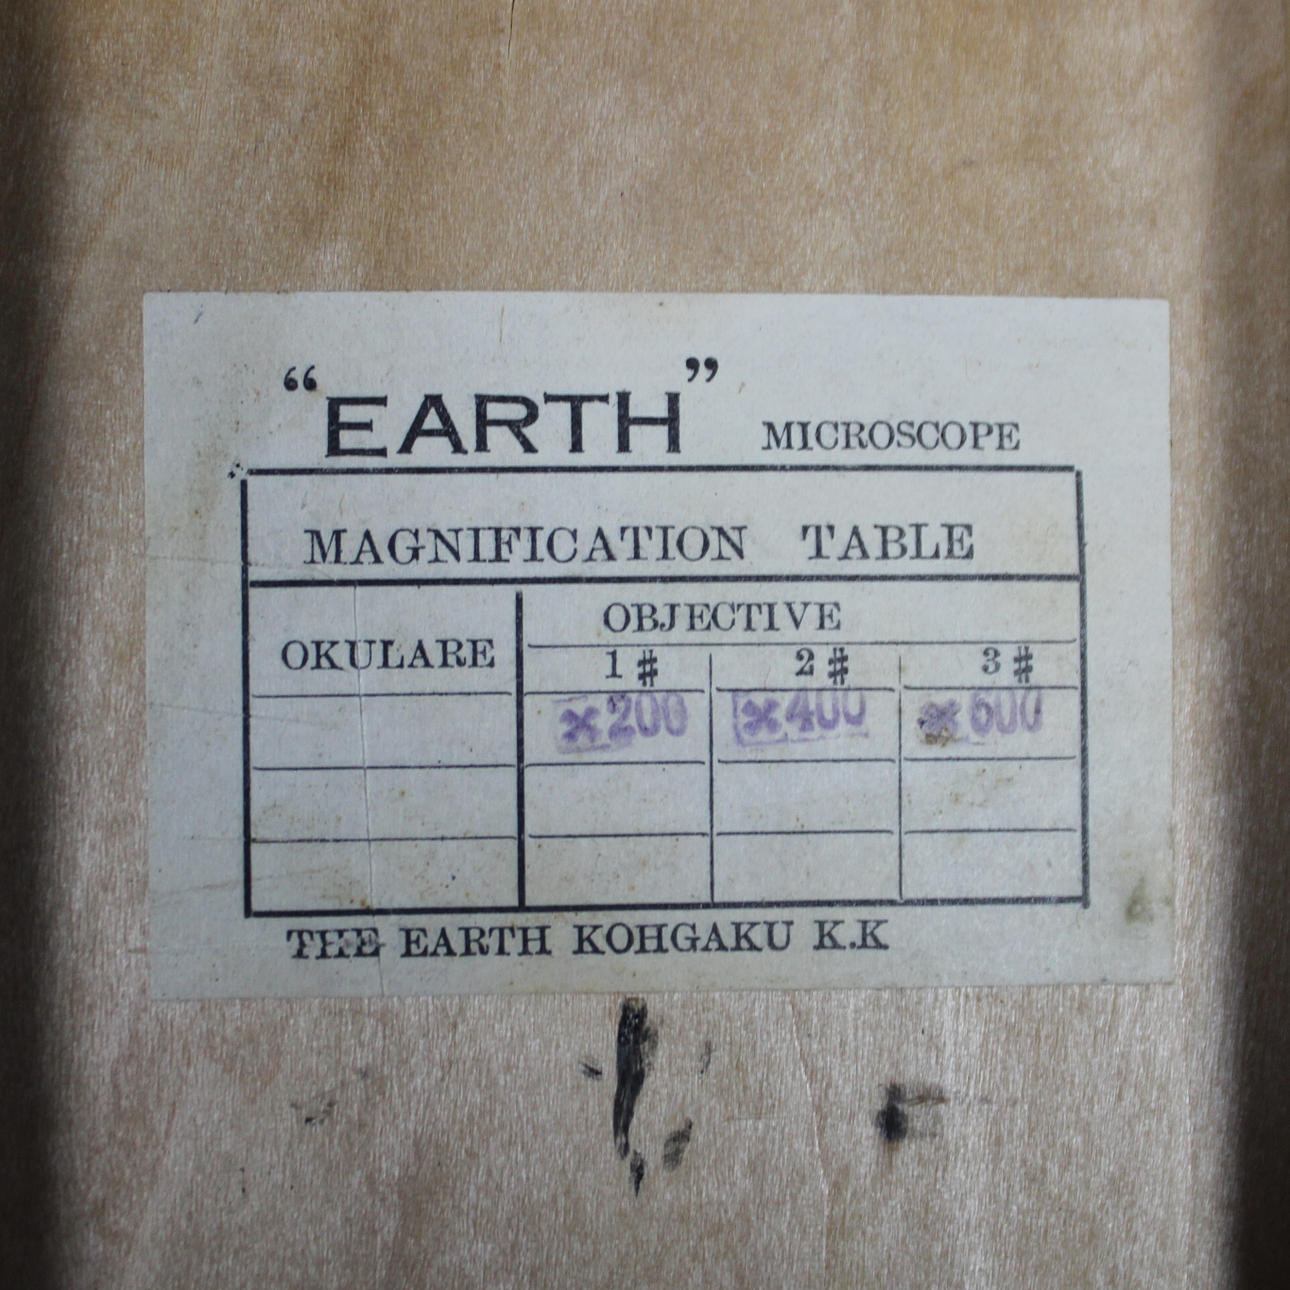 “EARTH” MICROSCOPE
MAGNIFICATION TABLE
OBJECTIVE
OKULARE
1# 2# 3#
×200 ×400 ×600
THE EARTH KOHGAKU K.K